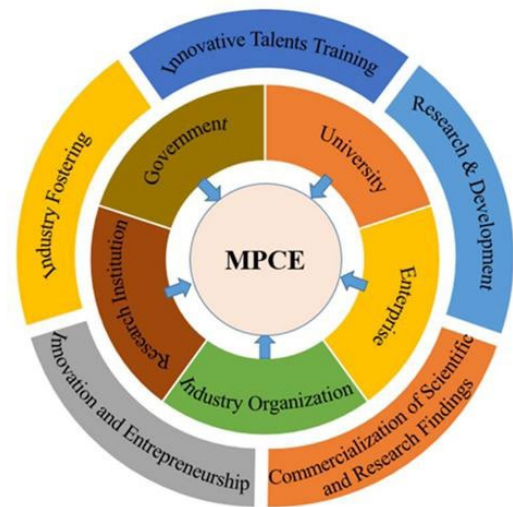 Innovative Talents Training
Research & Development
Commercialization of Scientific
and Research Findings
Innovation and Entrepreneurship
Industry Fostering
Government
University
Enterprise
Industry Organization
Research Institution
MPCE